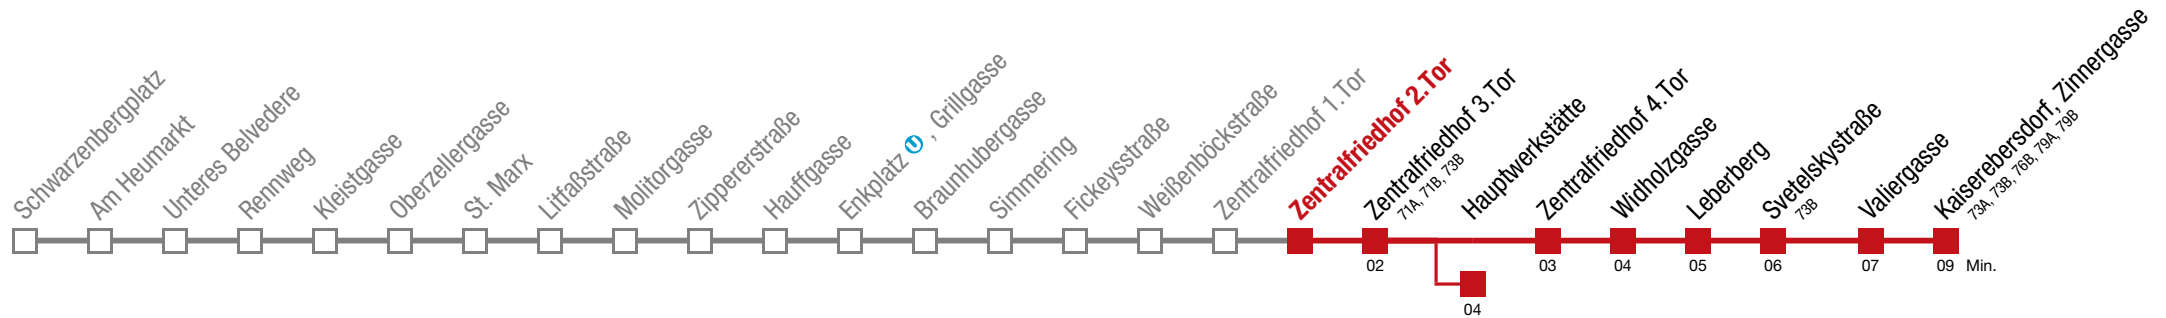 Schwarzenbergplatz
Am Heumarkt
Unteres Belvedere
Rennweg
Kleistgasse
Oberzellergasse
St. Marx
Litfaßstraße
Molitorgasse
Zippererstraße
Hauffgasse
Enkplatz U, Grillgasse
Braunhubergasse
Simmering
Fickeysstraße
Weißenböckstraße
Zentralfriedhof 1.Tor
Zentralfriedhof 2.Tor
Zentralfriedhof 3.Tor
71A, 71B, 73B
Hauptwerkstätte
Zentralfriedhof 4.Tor
Widholzgasse
Leberberg
Svetelskystraße
73B
Valiergasse
Kaiserebersdorf, Zinnergasse
73A, 73B, 76B, 79A, 79B
02 03 04 05 06 07 09 Min.
04